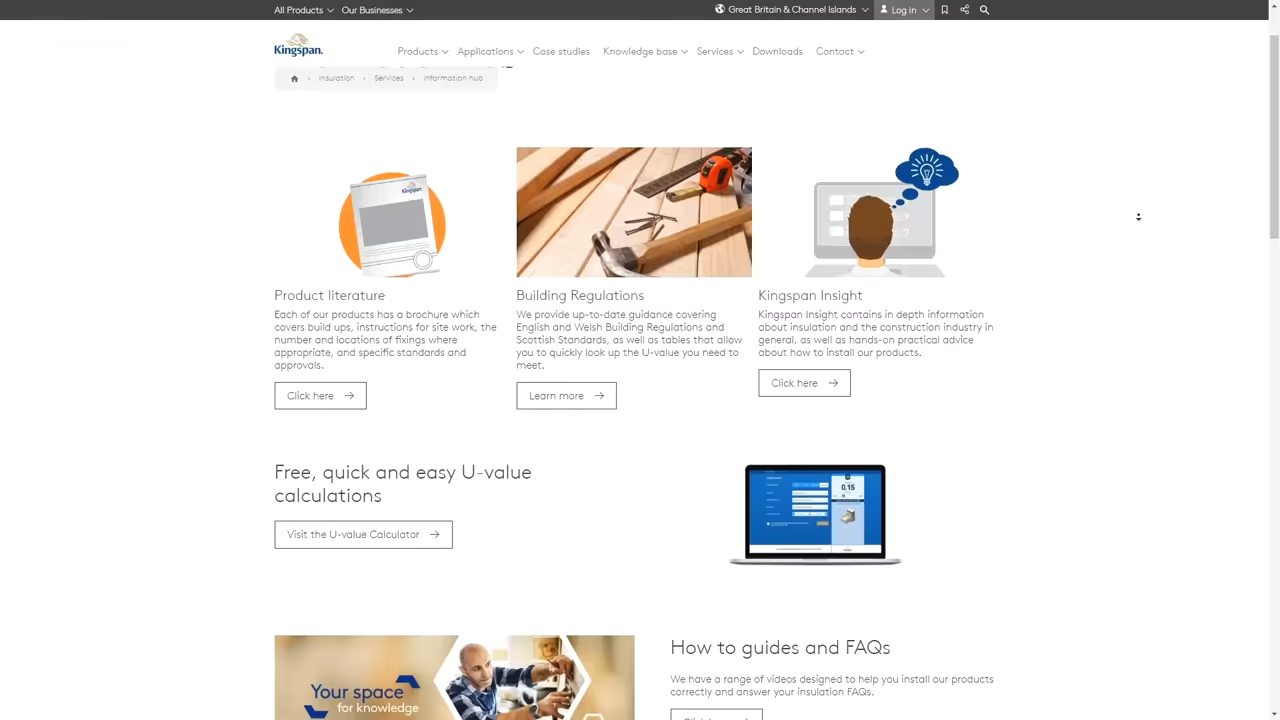 All Products Our Businesses Great Britain & Channel Islands Log in
Kingspan. Products Applications Case studies Knowledge base Services Downloads Contact
Insulation Services Information hub
Kingspan
Product literature
Each of our products has a brochure which
covers build ups, instructions for site work, the
number and locations of fixings where
appropriate, and specific standards and
approvals.
Click here
Building Regulations
We provide up-to-date guidance covering
English and Welsh Building Regulations and
Scottish Standards, as well as tables that allow
you to quickly look up the U-value you need to
meet.
Learn more
Kingspan Insight
Kingspan Insight contains in depth information
about insulation and the construction industry in
general, as well as hands-on practical advice
about how to install our products.
Click here
Free, quick and easy U-value
calculations
Visit the U-value Calculator
0.15
Your space
for knowledge
How to guides and FAQs
We have a range of videos designed to help you install our products
correctly and answer your insulation FAQs.